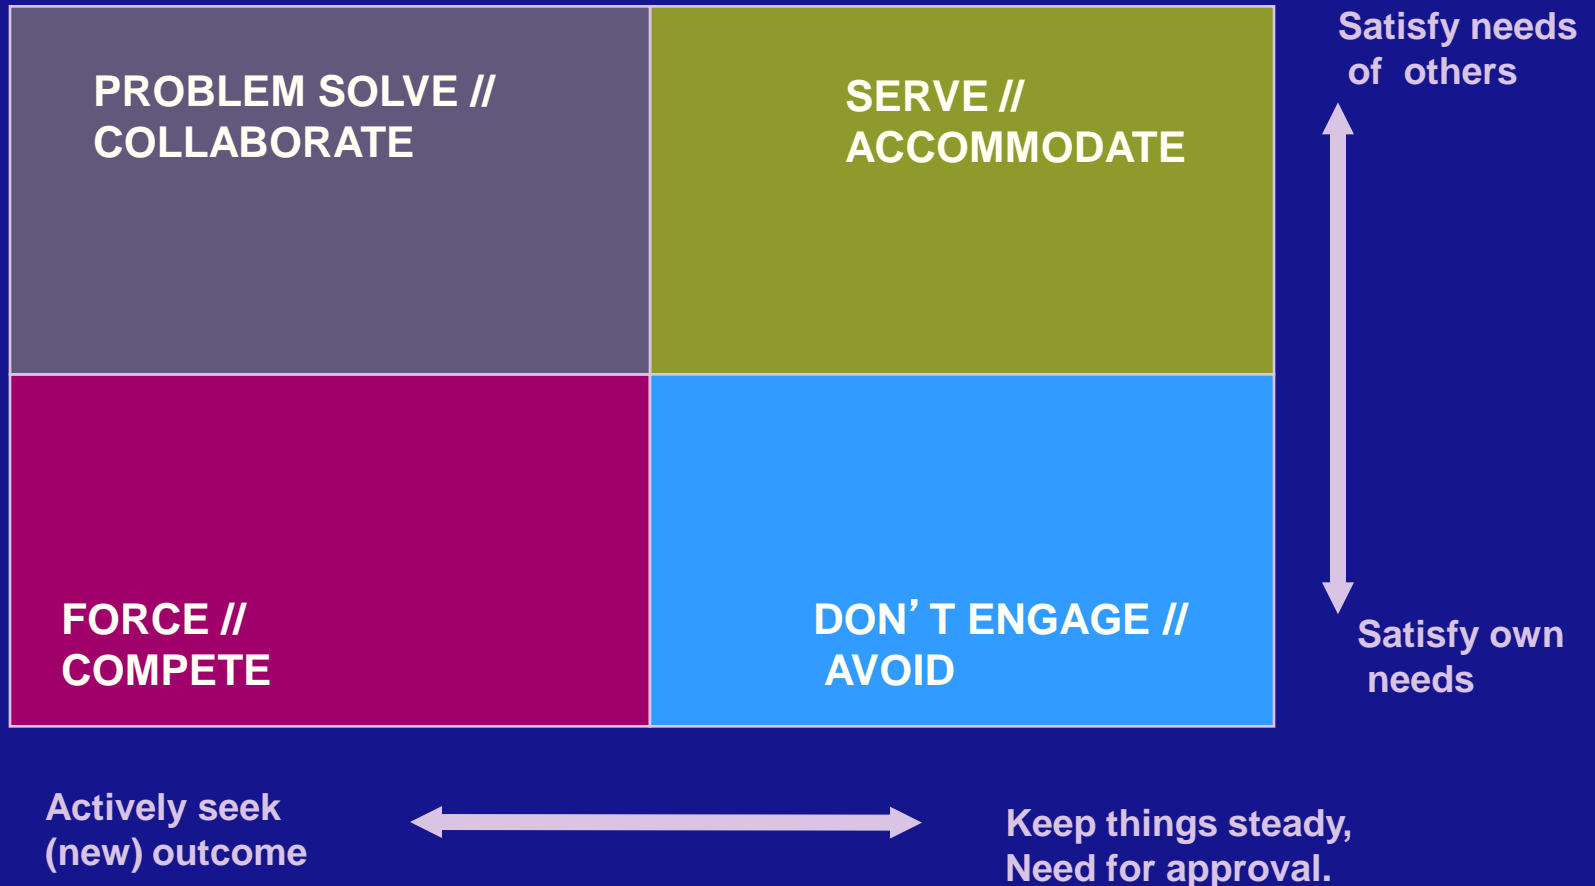 PROBLEM SOLVE //
COLLABORATE
SERVE //
ACCOMMODATE
Satisfy needs
of others
FORCE //
COMPETE
DON’ T ENGAGE //
AVOID
Satisfy own
needs
Actively seek
(new) outcome
Keep things steady,
Need for approval.